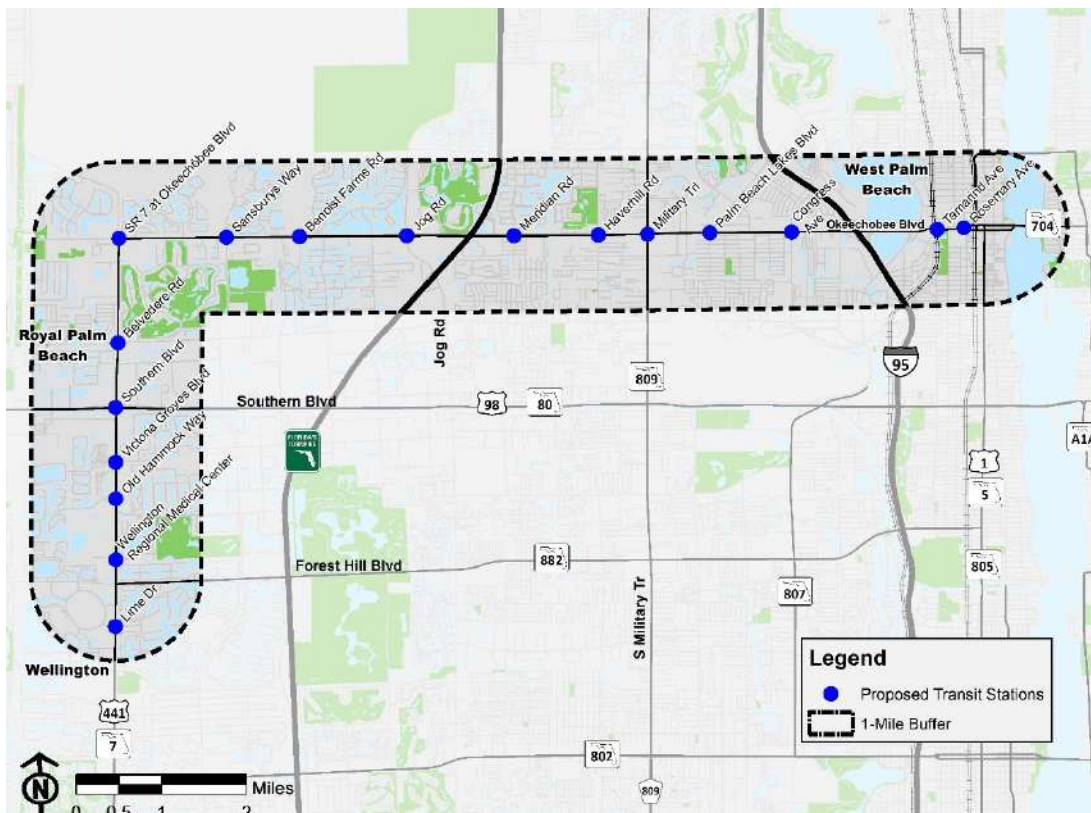 SR-7 at Okeechobee Blvd
Sansburys Way
Benoist Farms Rd
Jog Rd
Meridian Rd
Haverhill Rd
Military Trl
Palm Beach Lakes Blvd
Congress
Ave
West Palm
Beach
Okeechobee Blvd
Tamarind Ave
Rosemary Ave
704
Belvedere Rd
Royal Palm
Beach
Southern Blvd
Victoria Groves Blvd
Old Hammock Way
Wellington
Regional Medical Center
Lime Dr
Wellington
Jog Rd
809
95
Southern Blvd
98
80
A1A
1
5
Forest Hill Blvd
882
807
805
S Military Tr
441
7
802
809
Legend
Proposed Transit Stations
1-Mile Buffer
N
0 0.5 1 2
Miles